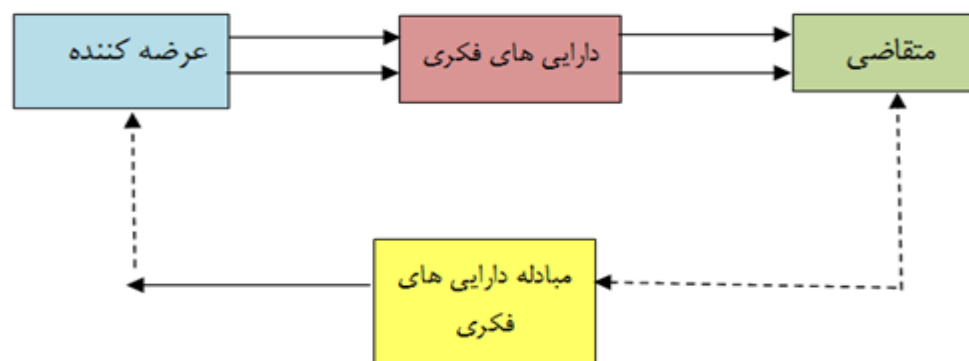 عرضه کننده
دارایی های فکری
متقاضی
مبادله دارایی های
فکری